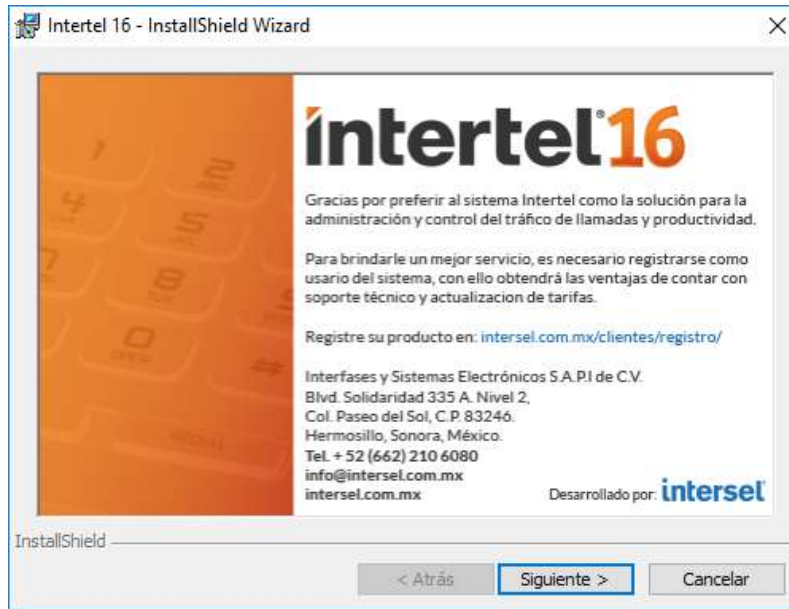 Intertel 16 - InstallShield Wizard
intertel®16
Gracias por preferir al sistema Intertel como la solución para la
administración y control del tráfico de llamadas y productividad.
Para brindarle un mejor servicio, es necesario registrarse como
usario del sistema, con ello obtendrá las ventajas de contar con
soporte técnico y actualizacion de tarifas.
Registre su producto en: intersel.com.mx/clientes/registro/
Interfases y Sistemas Electrónicos S.A.P.I de C.V.
Blvd. Solidaridad 335 A. Nivel 2,
Col. Paseo del Sol, C.P. 83246.
Hermosillo, Sonora, México.
Tel. + 52 (662) 210 6080
info@intersel.com.mx
intersel.com.mx
Desarrollado por: intersel
InstallShield
< Atrás
Siguiente >
Cancelar